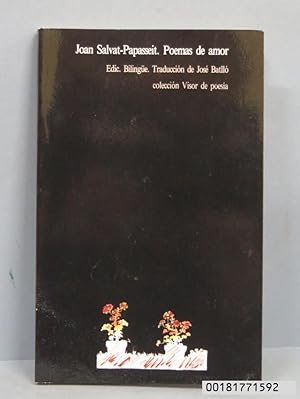 Joan Salvat-Papasseit. Poemas de amor
Edic. Bilingüe. Traducción de José Batlló
colección Visor de poesía
00181771592